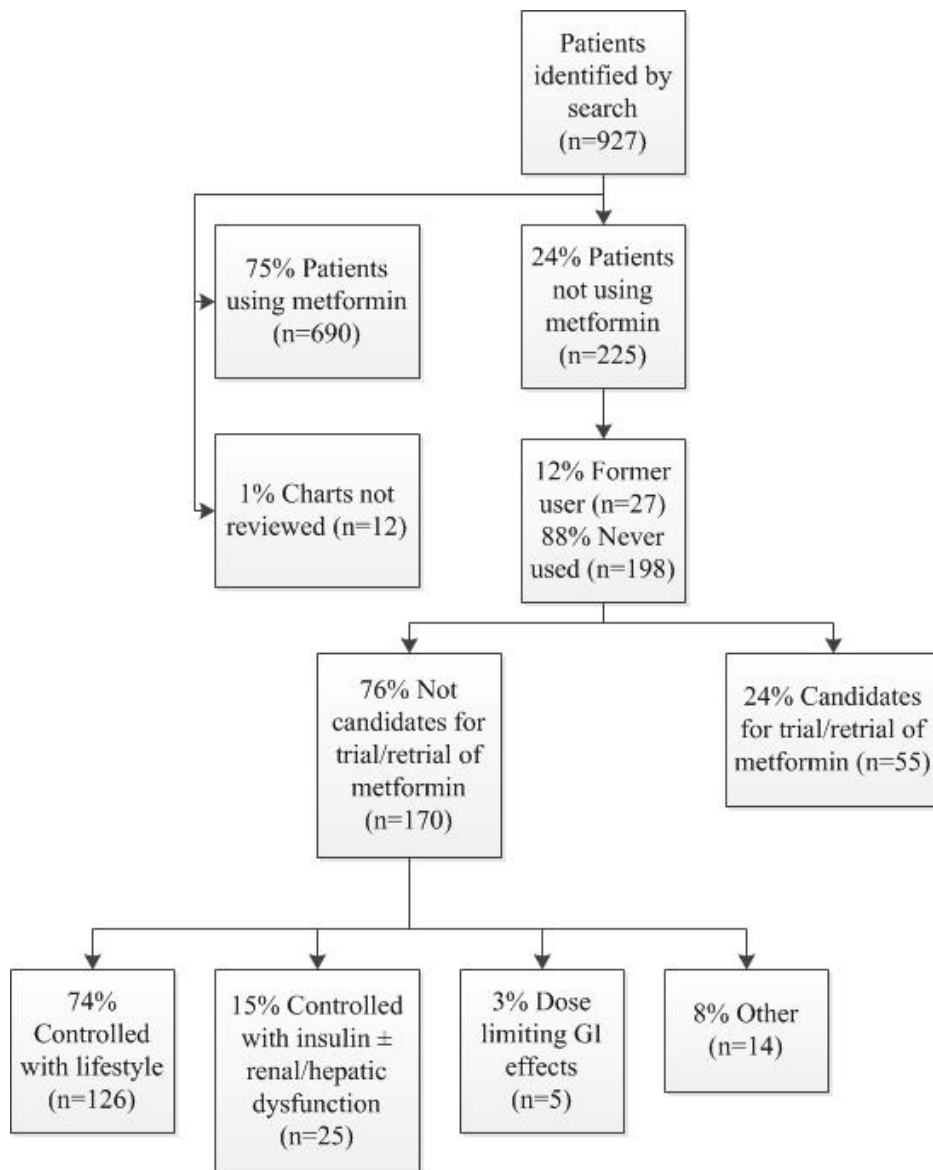 Patients
identified by
search
(n=927)
75% Patients
using metformin
(n=690)
24% Patients
not using
metformin
(n=225)
1% Charts not
reviewed (n=12)
12% Former
user (n=27)
88% Never
used (n=198)
76% Not
candidates for
trial/retrial of
metformin
(n=170)
24% Candidates
for trial/retrial of
metformin (n=55)
74%
Controlled
with lifestyle
(n=126)
15% Controlled
with insulin ±
renal/hepatic
dysfunction
(n=25)
3% Dose
limiting GI
effects
(n=5)
8% Other
(n=14)